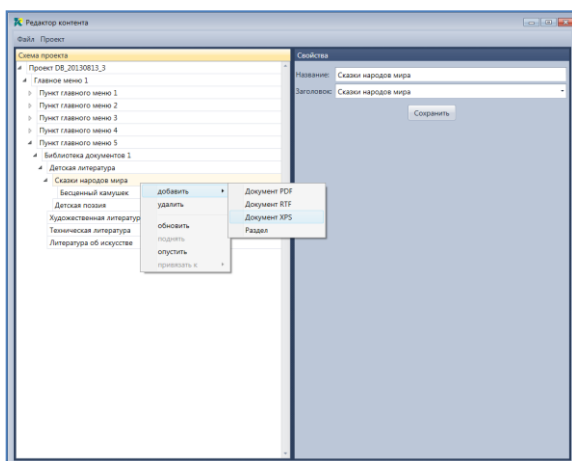 Редактор контента
Файл Проект
Схема проекта
Свойства
Проект DB_20130813_3
Главное меню 1
Пункт главного меню 1
Пункт главного меню 2
Пункт главного меню 3
Пункт главного меню 4
Пункт главного меню 5
Библиотека документов 1
Детская литература
Сказки народов мира
Бесценный камушек
Детская поэзия
Художественная литератур
Техническая литература
Литература об искусстве
добавить
удалить
обновить
поднять
опустить
привязать к
Документ PDF
Документ RTF
Документ XPS
Раздел
Название: Сказки народов мира
Заголовок: Сказки народов мира
Сохранить